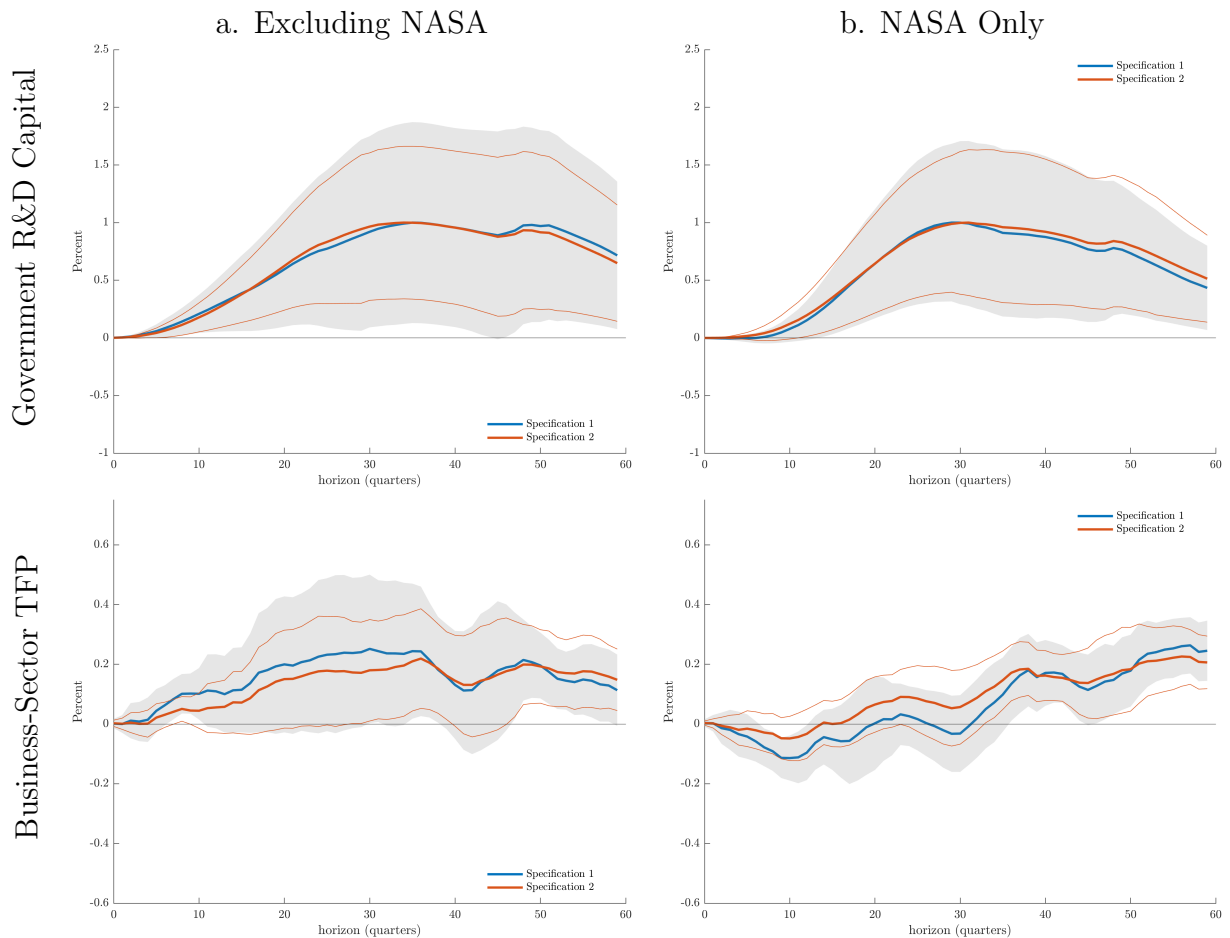 a. Excluding NASA
b. NASA Only
Government R&D Capital
Percent
2.5
2
1.5
1
0.5
0
-0.5
-1
Specification 1
Specification 2
0 10 20 30 40 50 60
horizon (quarters)
Percent
2.5
2
1.5
1
0.5
0
-0.5
-1
Specification 1
Specification 2
0 10 20 30 40 50 60
horizon (quarters)
Business-Sector TFP
Percent
0.6
0.4
0.2
0
-0.2
-0.4
-0.6
Specification 1
Specification 2
0 10 20 30 40 50 60
horizon (quarters)
Percent
0.6
0.4
0.2
0
-0.2
-0.4
-0.6
Specification 1
Specification 2
0 10 20 30 40 50 60
horizon (quarters)